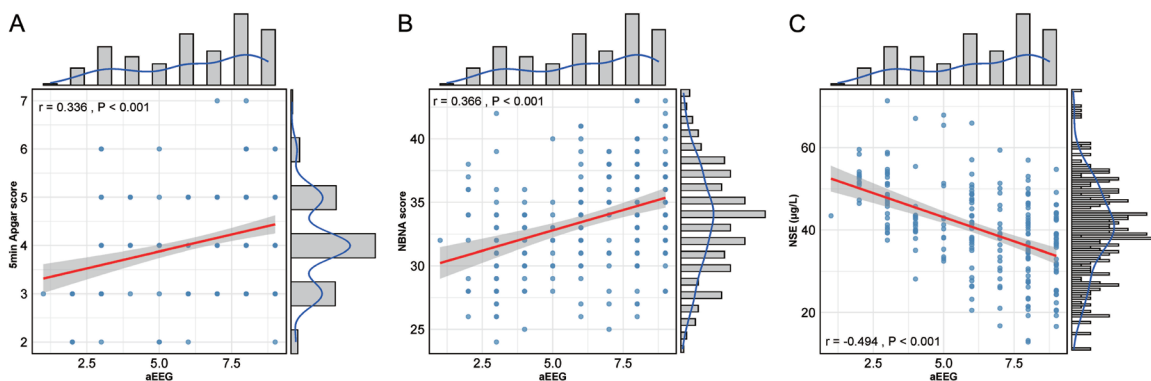 A
r = 0.336 , P < 0.001
7
6
5
4
3
2
5min Appgar score
2.5
5.0
7.5
aEEG
B
r = 0.366 , P < 0.001
40
35
30
25
NBNA score
2.5
5.0
7.5
aEEG
C
60
40
20
NSE (μg/L)
r = -0.494 , P < 0.001
2.5
5.0
7.5
aEEG